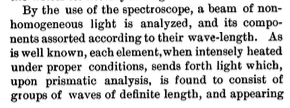 By the use of the spectroscope, a beam of non-
homogeneous light is analyzed, and its compo-
nents assorted according to their wave-length. As
is well known, each element, when intensely heated
under proper conditions, sends forth light which,
upon prismatic analysis, is found to consist of
groups of waves of definite length, and appearing